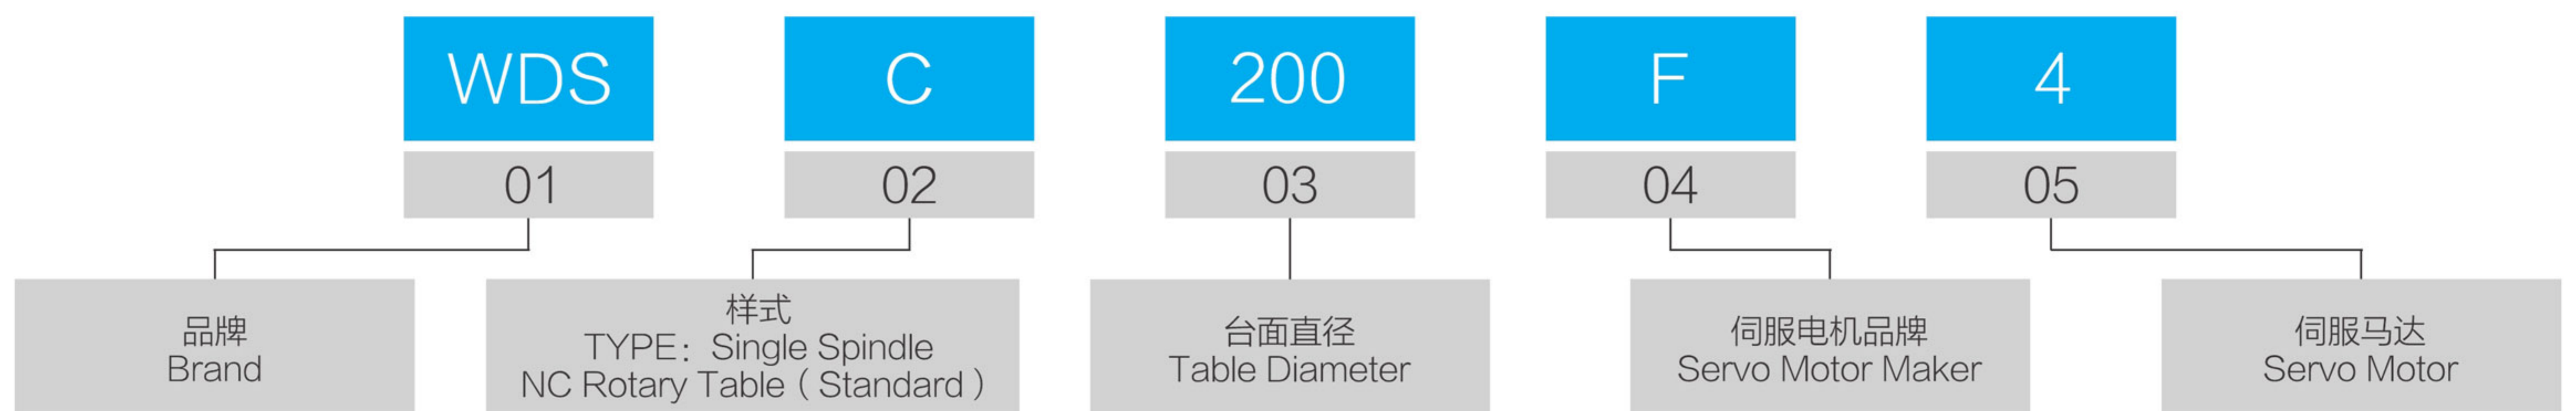 WDS
C
200
F
4
01
02
03
04
05
品牌
Brand
样式
TYPE：Single Spindle
NC Rotary Table（Standard）
台面直径
Table Diameter
伺服电机品牌
Servo Motor Maker
伺服马达
Servo Motor